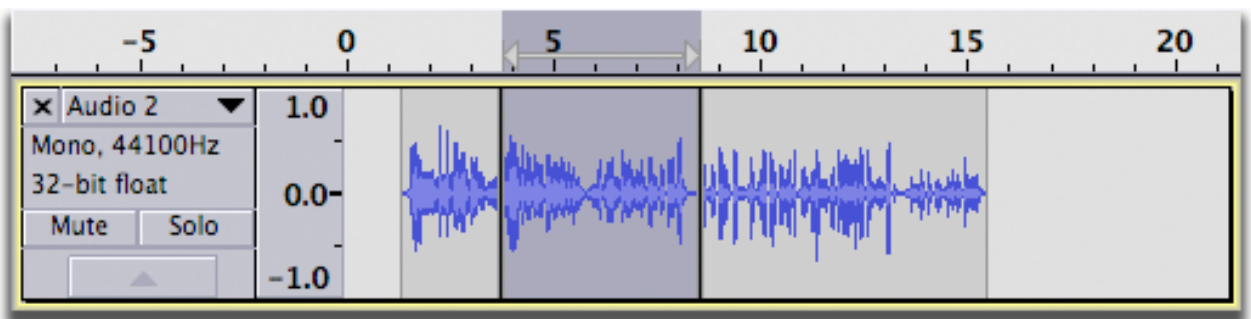 -5 0 5 10 15 20
× Audio 2 ▼ 1.0
Mono, 44100Hz
32-bit float 0.0-
Mute Solo
-1.0